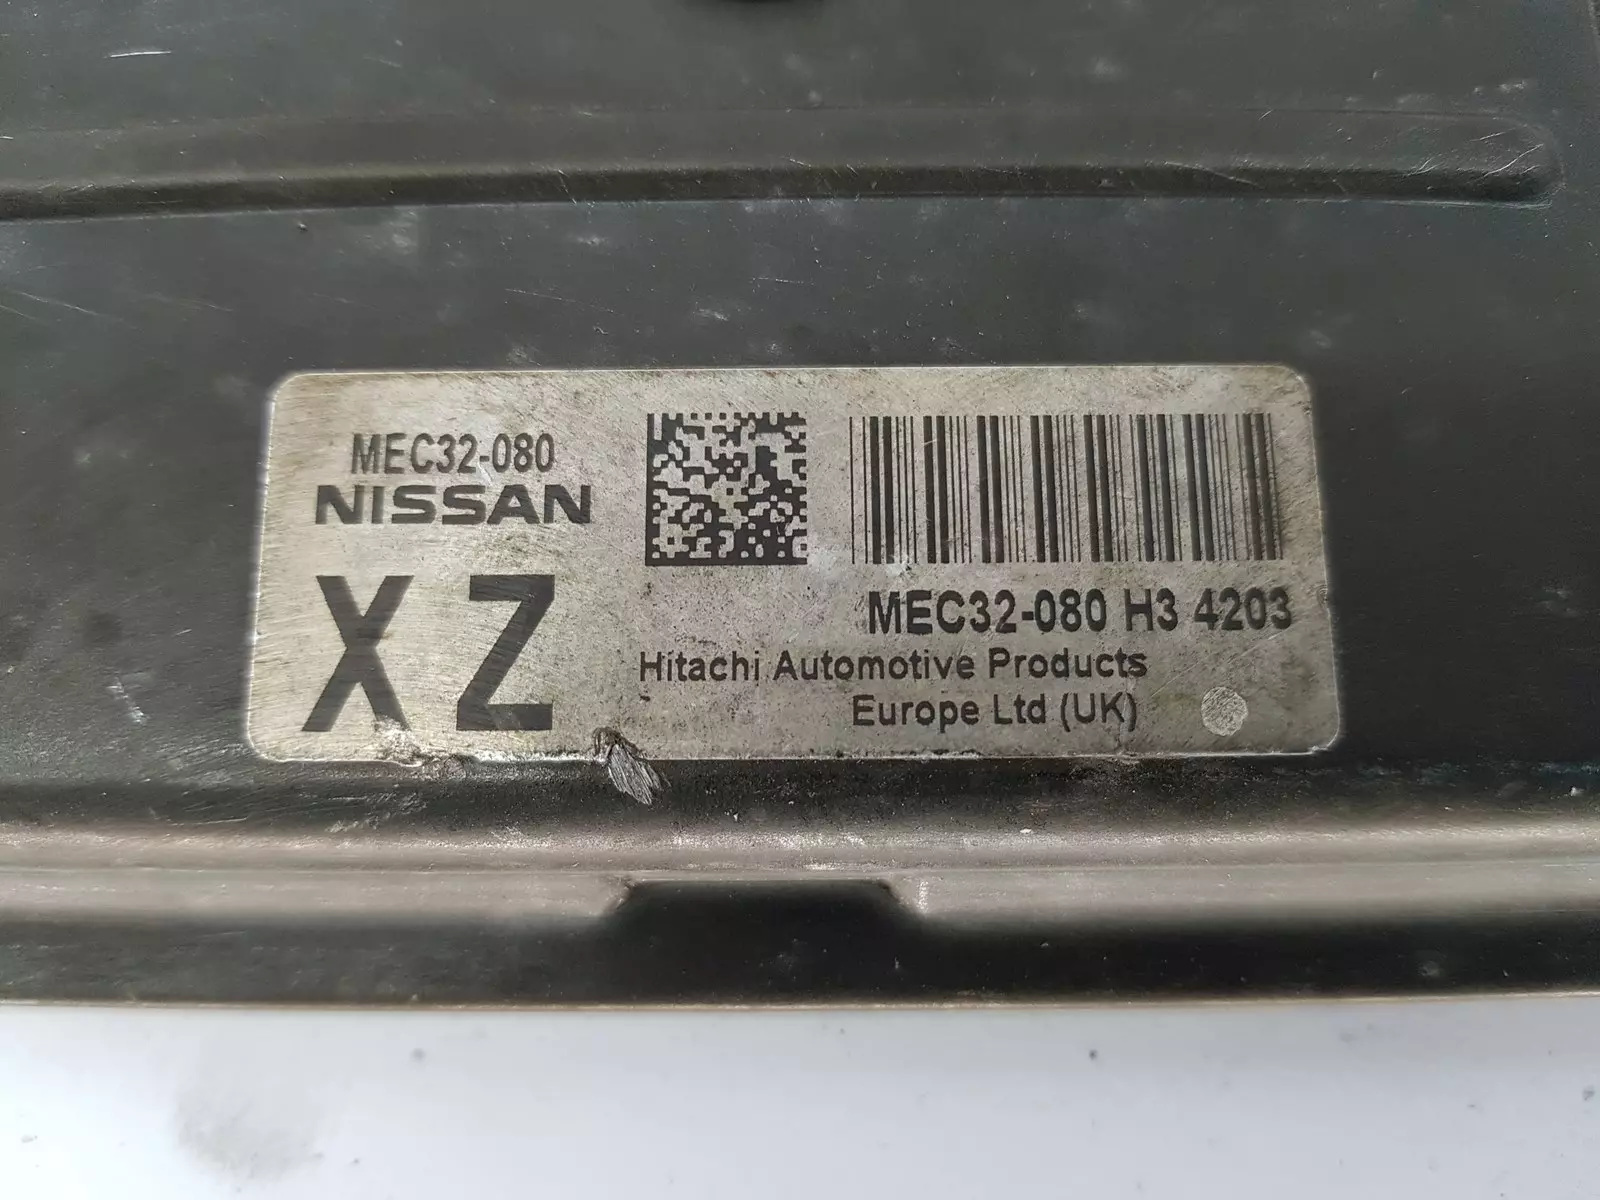 MEC32-080
NISSAN
XZ
MEC32-080 H3 4203
Hitachi Automotive Products
Europe Ltd (UK)